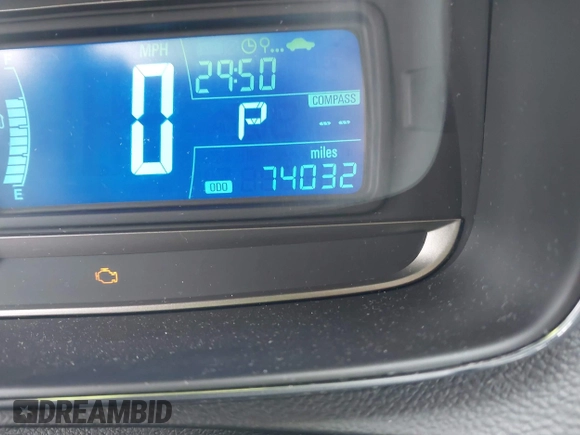 MPH
29:50
0
P
COMPASS
--
miles
ODO 74032
E
DREAMBID